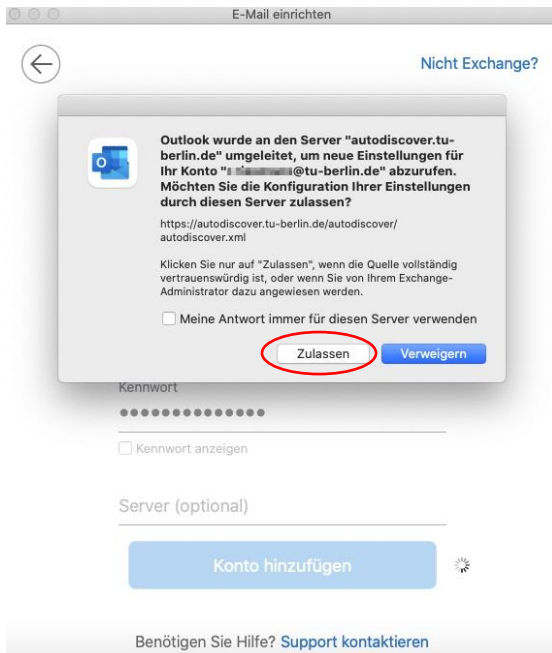 E-Mail einrichten
Nicht Exchange?
Outlook wurde an den Server "autodiscover.tu-
berlin.de" umgeleitet, um neue Einstellungen für
Ihr Konto "@tu-berlin.de" abzurufen.
Möchten Sie die Konfiguration Ihrer Einstellungen
durch diesen Server zulassen?
https://autodiscover.tu-berlin.de/autodiscover/
autodiscover.xml
Klicken Sie nur auf "Zulassen", wenn die Quelle vollständig
vertrauenswürdig ist, oder wenn Sie von Ihrem Exchange-
Administrator dazu angewiesen werden.
Meine Antwort immer für diesen Server verwenden
Zulassen Verweigern
Kennwort
Kennwort anzeigen
Server (optional)
Konto hinzufügen
Benötigen Sie Hilfe? Support kontaktieren